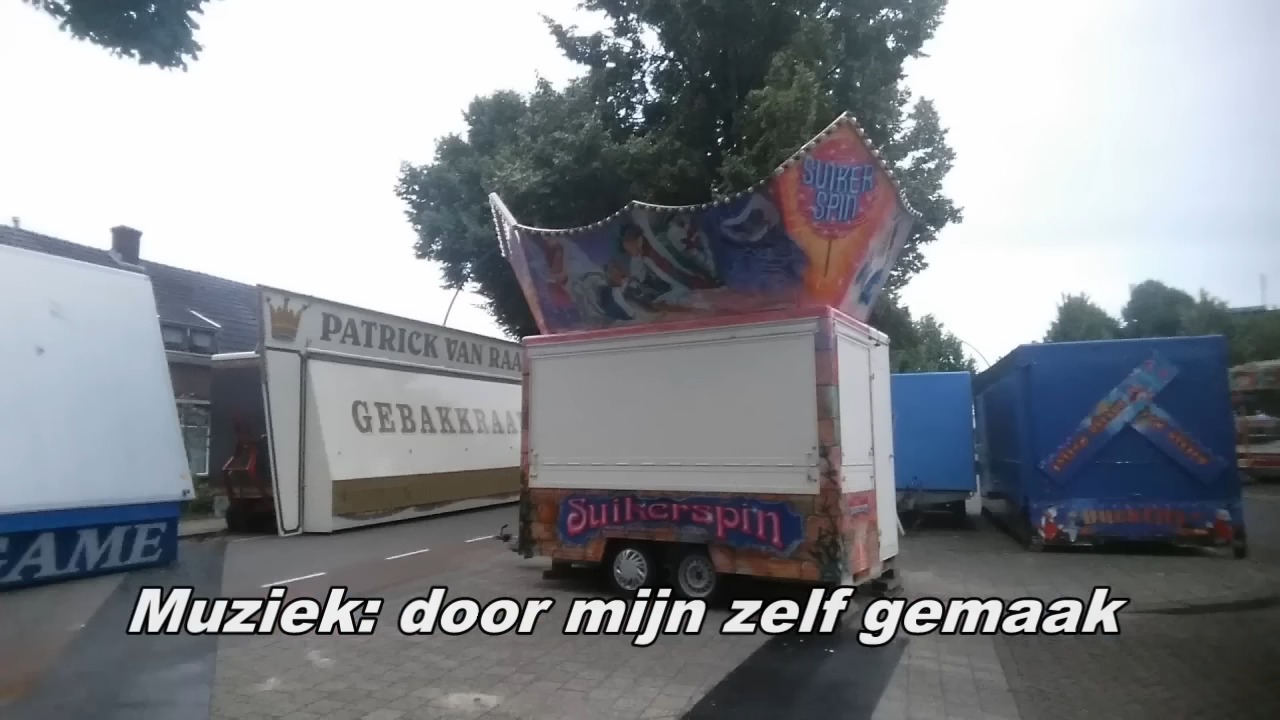 SUIKER
SPIN
PATRICK VAN RAA
GEBAKKRAA
Suikerspin
GAME
Muziek: door mijn zelf gemaak